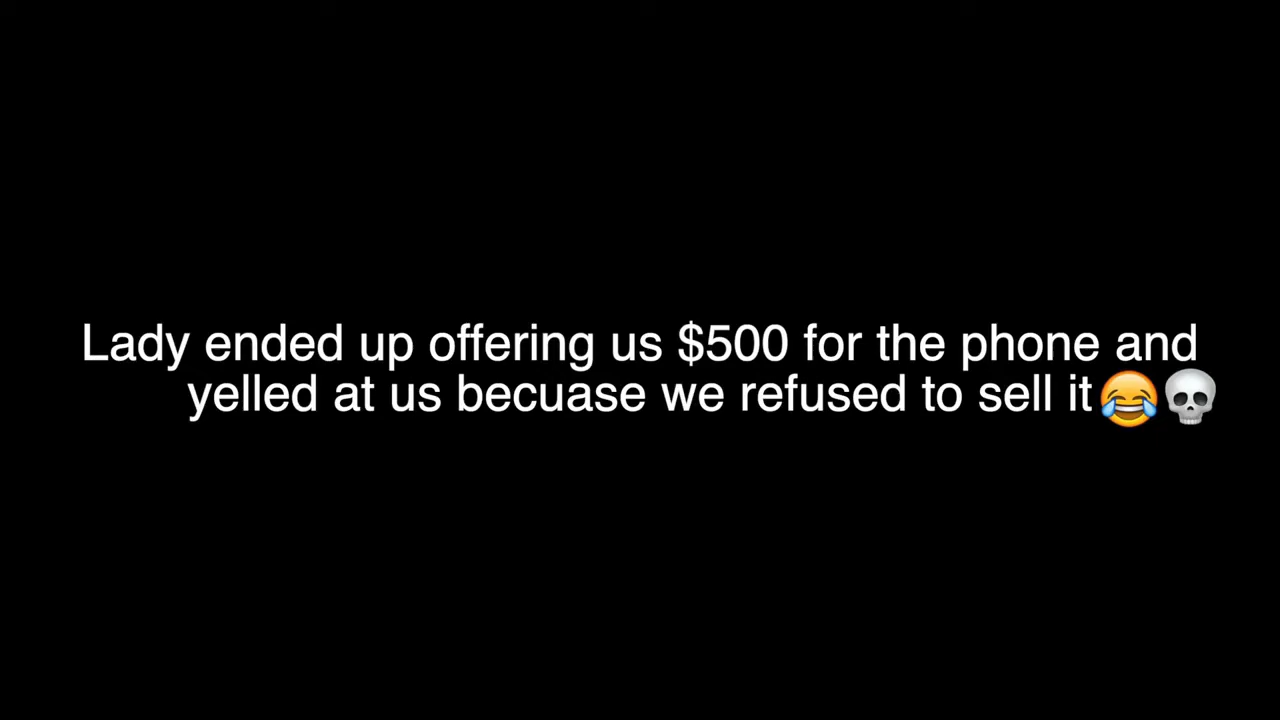 Lady ended up offering us $500 for the phone and
yelled at us becuase we refused to sell it😂💀